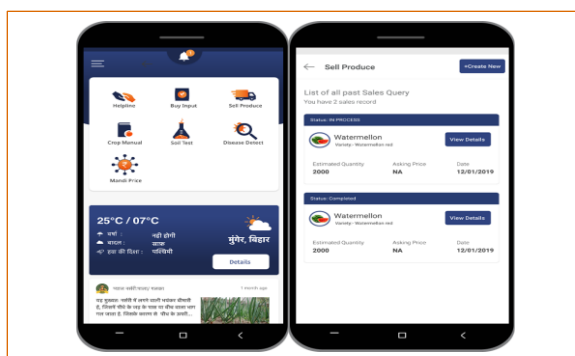 Helpline
Buy Input
Sell Produce
Crop Manual
Soil Test
Disease Detect
Mandi Price
25°C / 07°C
वर्षा : नहीं होगी
बादल : साफ
हवा की दिशा : पश्चिमी
मुंगेर, बिहार
Details
1 month ago
Sell Produce
+Create New
List of all past Sales Query
You have 2 sales record
Status: IN PROCESS
Watermellon
Variety - Watermelon red
View Details
Estimated Quantity
Asking Price
Date
2000
NA
12/01/2019
Status: Completed
Watermellon
Variety - Watermelon red
View Details
Estimated Quantity
Asking Price
Date
2000
NA
12/01/2019